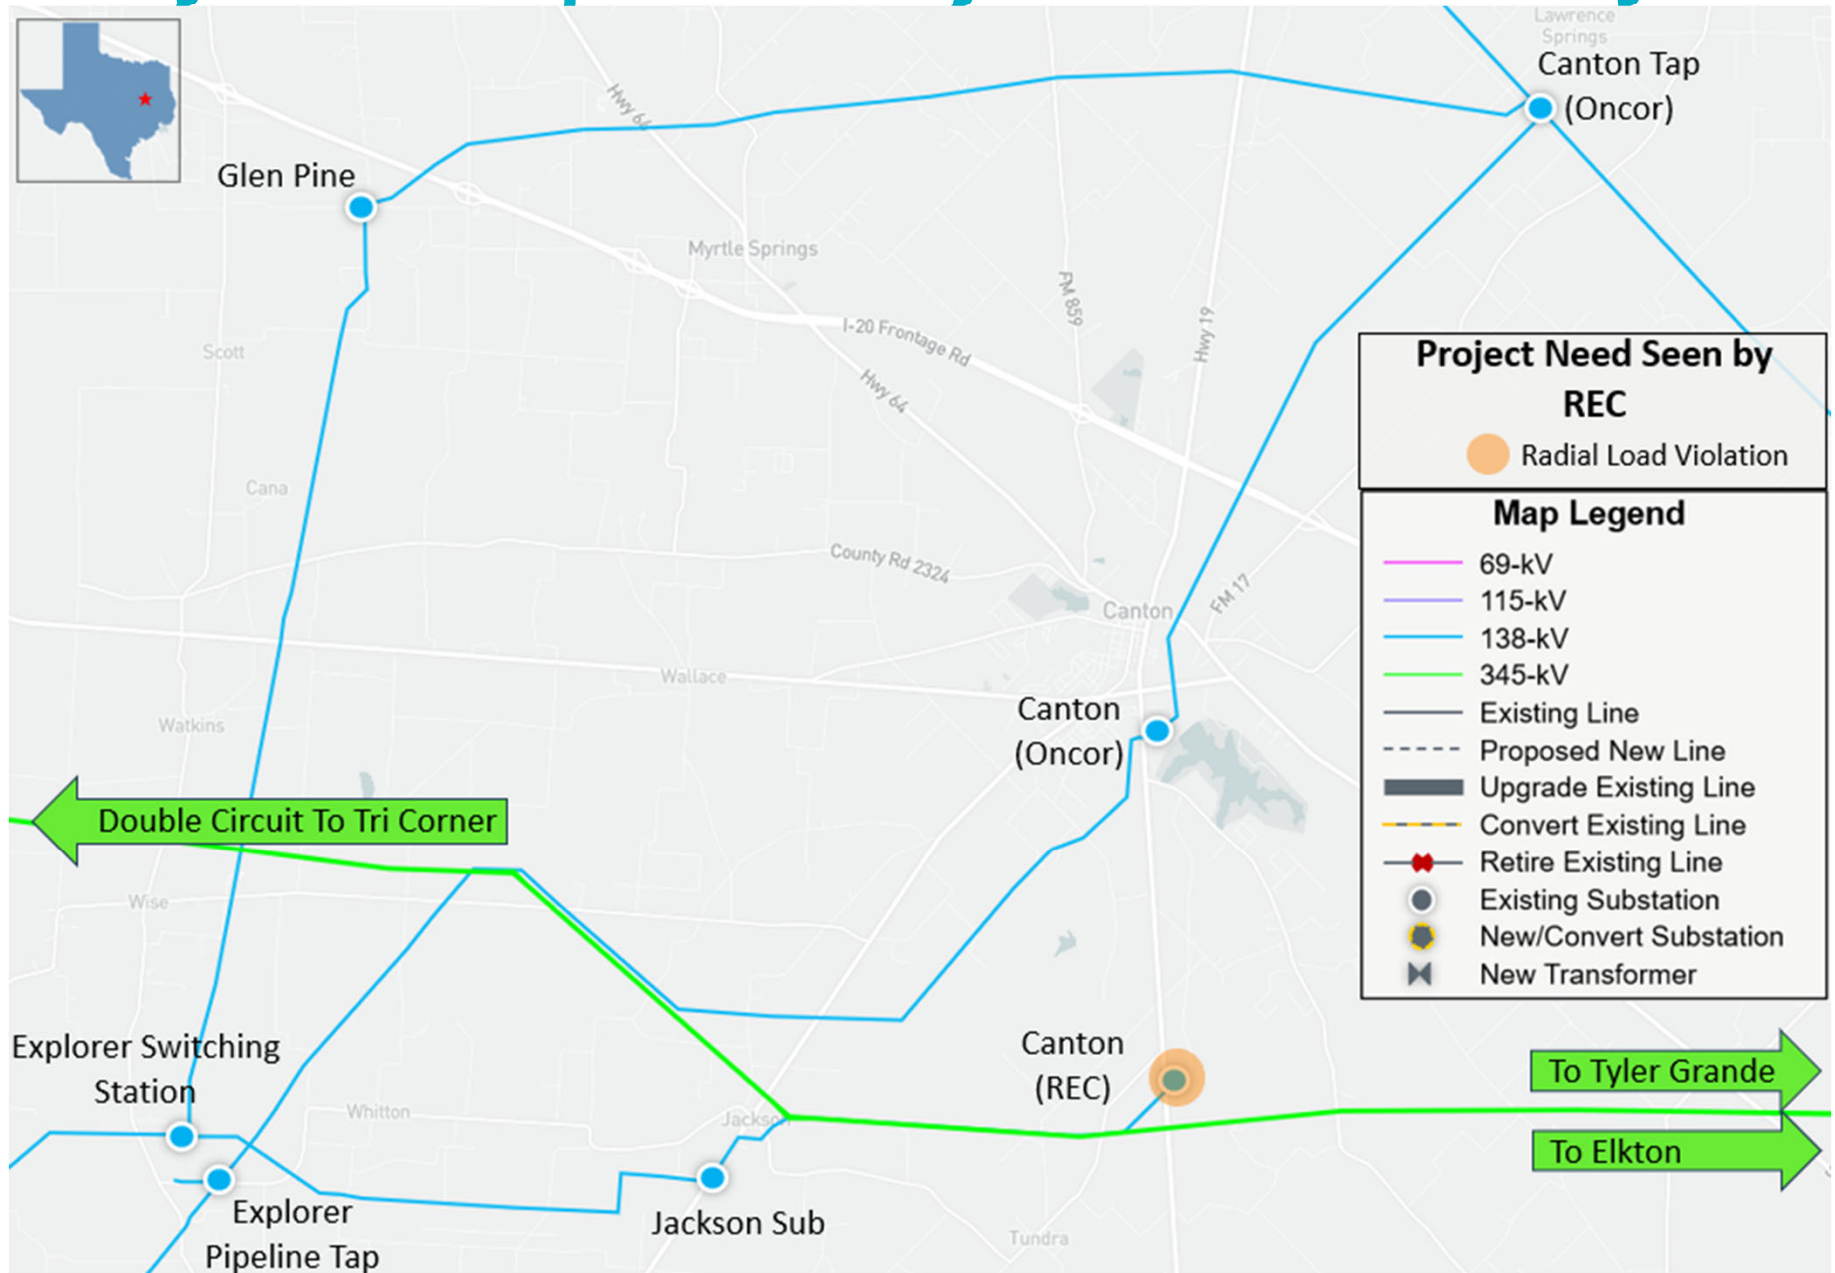 Lawrence
Springs
Canton Tap
(Oncor)
Hwy 64
Glen Pine
Myrtle Springs
FM 859
Hwy 19
I-20 Frontage Rd
Scott
Hwy 64
Project Need Seen by
REC
Radial Load Violation
Cana
Map Legend
69-kV
115-kV
138-kV
345-kV
Existing Line
Proposed New Line
Upgrade Existing Line
Convert Existing Line
Retire Existing Line
Existing Substation
New/Convert Substation
New Transformer
County Rd 2324
Canton
FM 17
Wallace
Watkins
Canton
(Oncor)
Double Circuit To Tri Corner
Wise
Explorer Switching
Station
Canton
(REC)
To Tyler Grande
Whitton
Jackson
To Elkton
Explorer
Pipeline Tap
Jackson Sub
Tundra